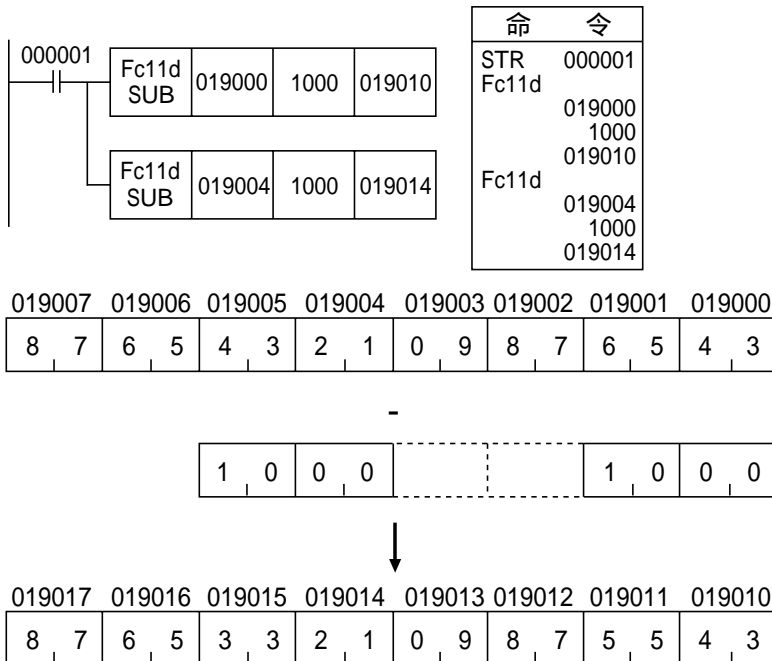 000001
Fc11d SUB 019000 1000 019010
Fc11d SUB 019004 1000 019014
命 令
STR 000001
Fc11d
019000
1000
019010
Fc11d
019004
1000
019014
019007 019006 019005 019004 019003 019002 019001 019000
8 7 6 5 4 3 2 1 0 9 8 7 6 5 4 3
-
1 0 0 0 1 0 0 0
019017 019016 019015 019014 019013 019012 019011 019010
8 7 6 5 3 3 2 1 0 9 8 7 5 5 4 3